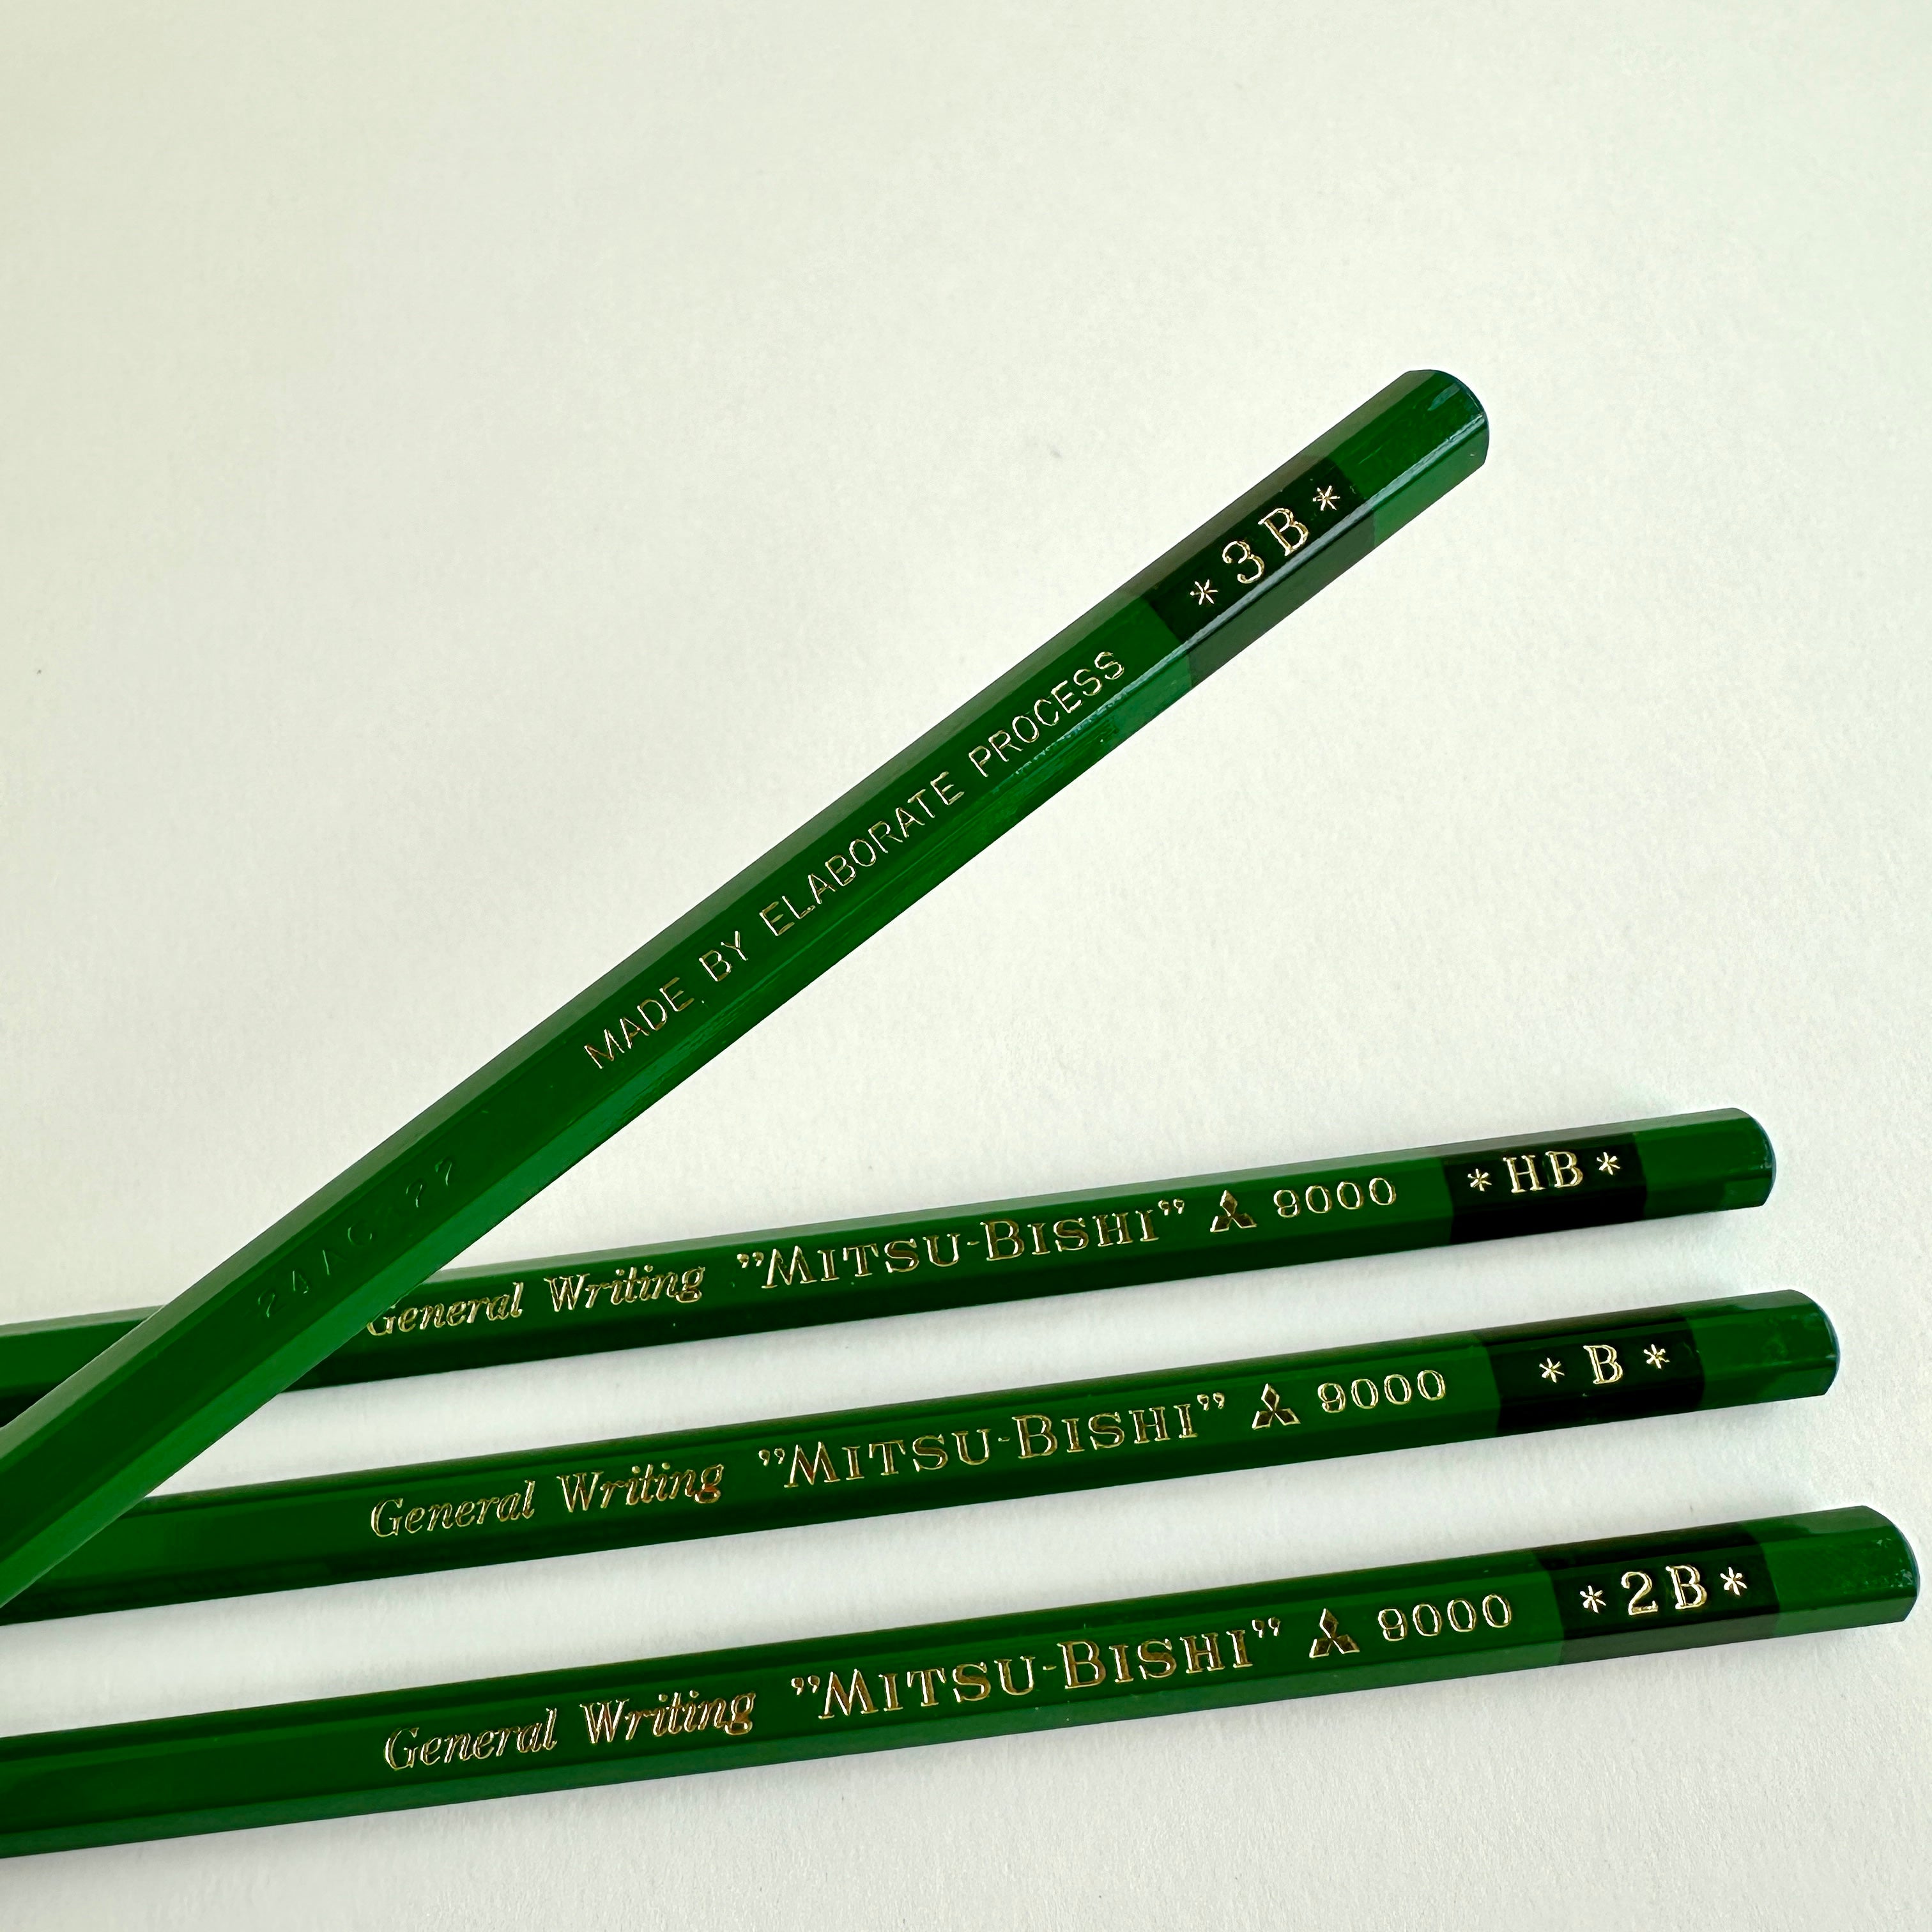 MADE BY ELABORATE PROCESS * 3B *
General Writing "MITSU-BISHI" 9000 * HB *
General Writing "MITSU-BISHI" 9000 * B *
General Writing "MITSU-BISHI" 9000 * 2B *